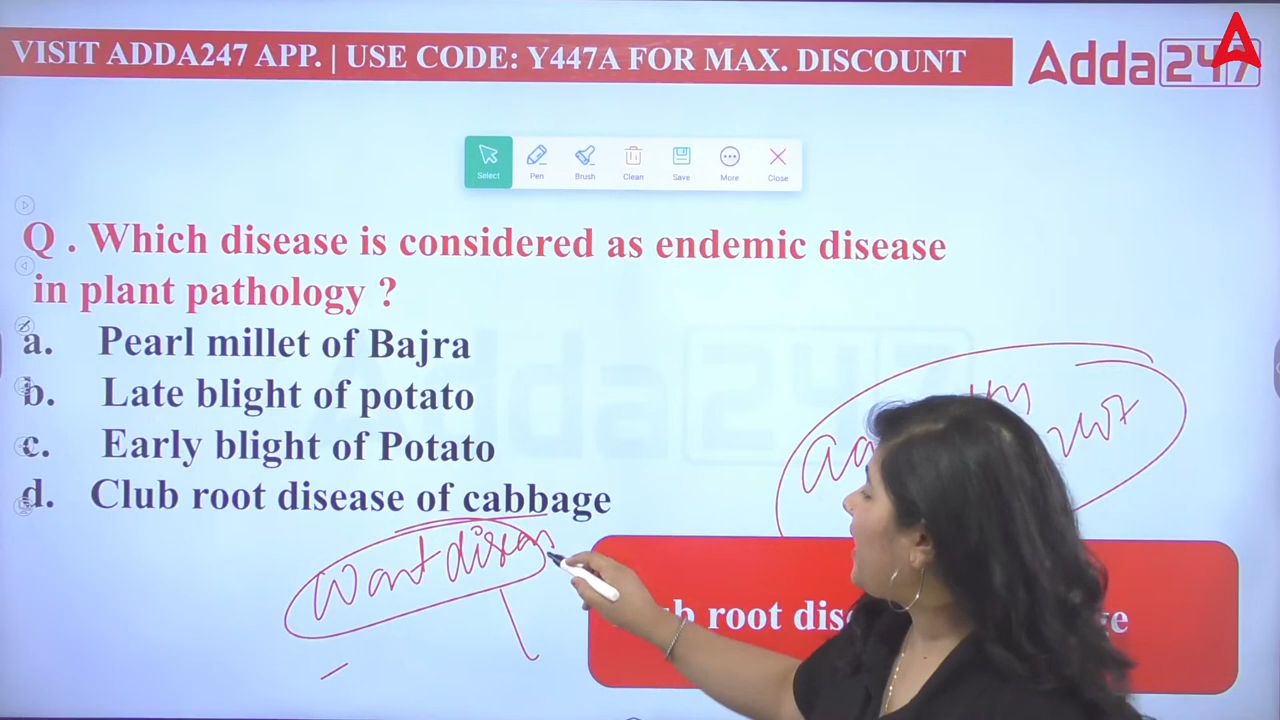 VISIT ADDA247 APP. | USE CODE: Y447A FOR MAX. DISCOUNT
Adda247
Select Pen Brush Clean Save More Close
Q . Which disease is considered as endemic disease
in plant pathology ?
a. Pearl millet of Bajra
b. Late blight of potato
c. Early blight of Potato
d. Club root disease of cabbage
Wart
root